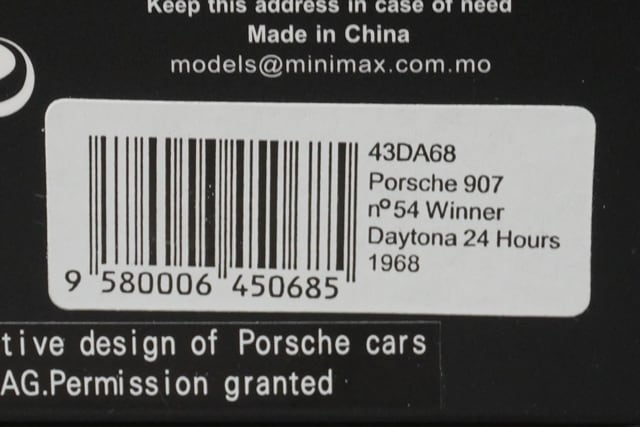 Keep this address in case of need
Made in China
models@minimax.com.mo
43DA68
Porsche 907
nº54 Winner
Daytona 24 Hours
1968
9 580006 450685
tive design of Porsche cars
AG.Permission granted